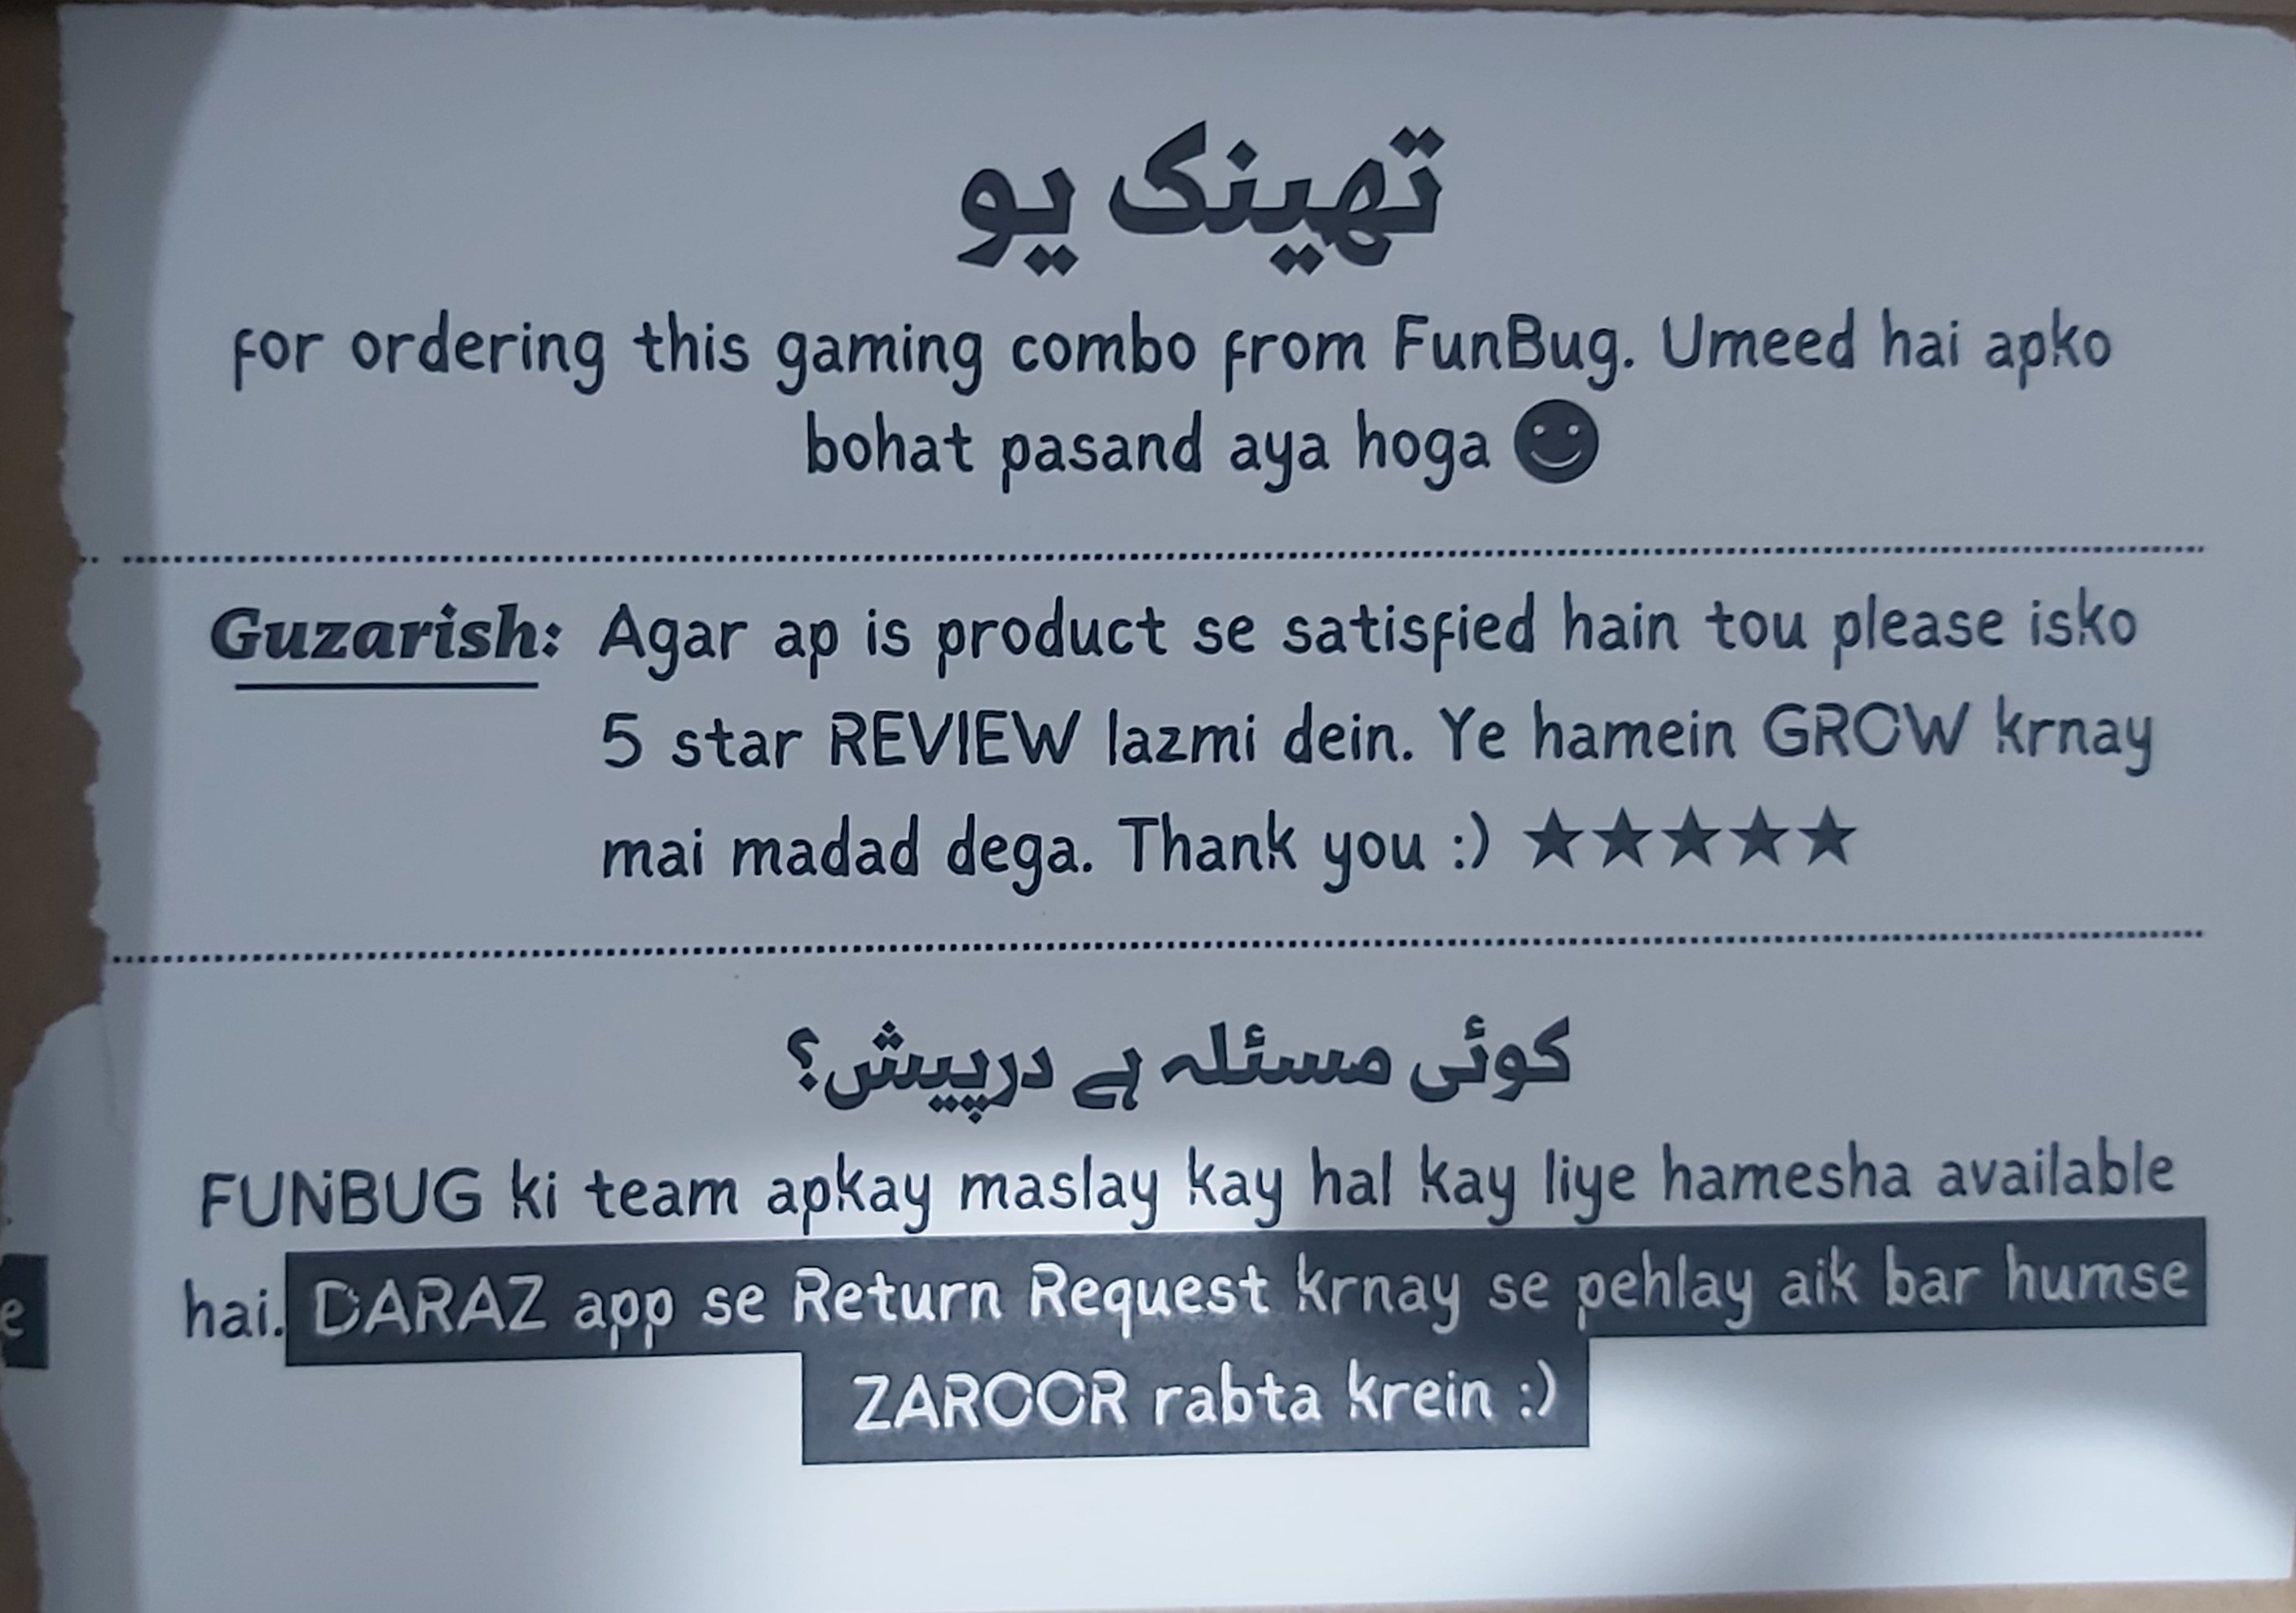 تھینک یو
for ordering this gaming combo from FunBug. Umeed hai apko
bohat pasand aya hoga ☻
Guzarish: Agar ap is product se satisfied hain tou please isko
5 star REVIEW lazmi dein. Ye hamein GROW krnay
mai madad dega. Thank you :) ★★★★★
کوئی مسئلہ ہے درپیش؟
FUNBUG ki team apkay maslay kay hal kay liye hamesha available
hai. DARAZ app se Return Request krnay se pehlay aik bar humse
ZAROOR rabta krein :)
e